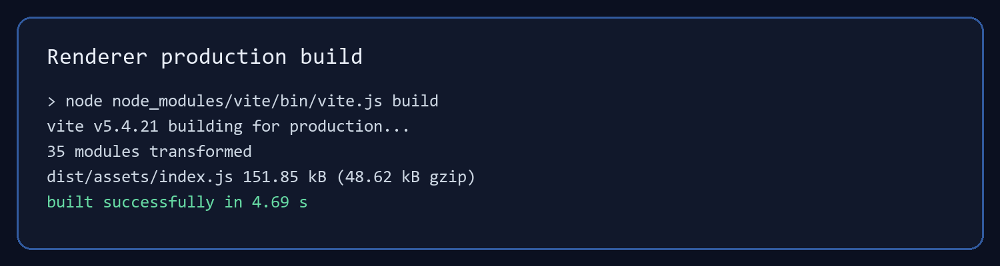 Renderer production build
> node node_modules/vite/bin/vite.js build
vite v5.4.21 building for production...
35 modules transformed
dist/assets/index.js 151.85 kB (48.62 kB gzip)
built successfully in 4.69 s